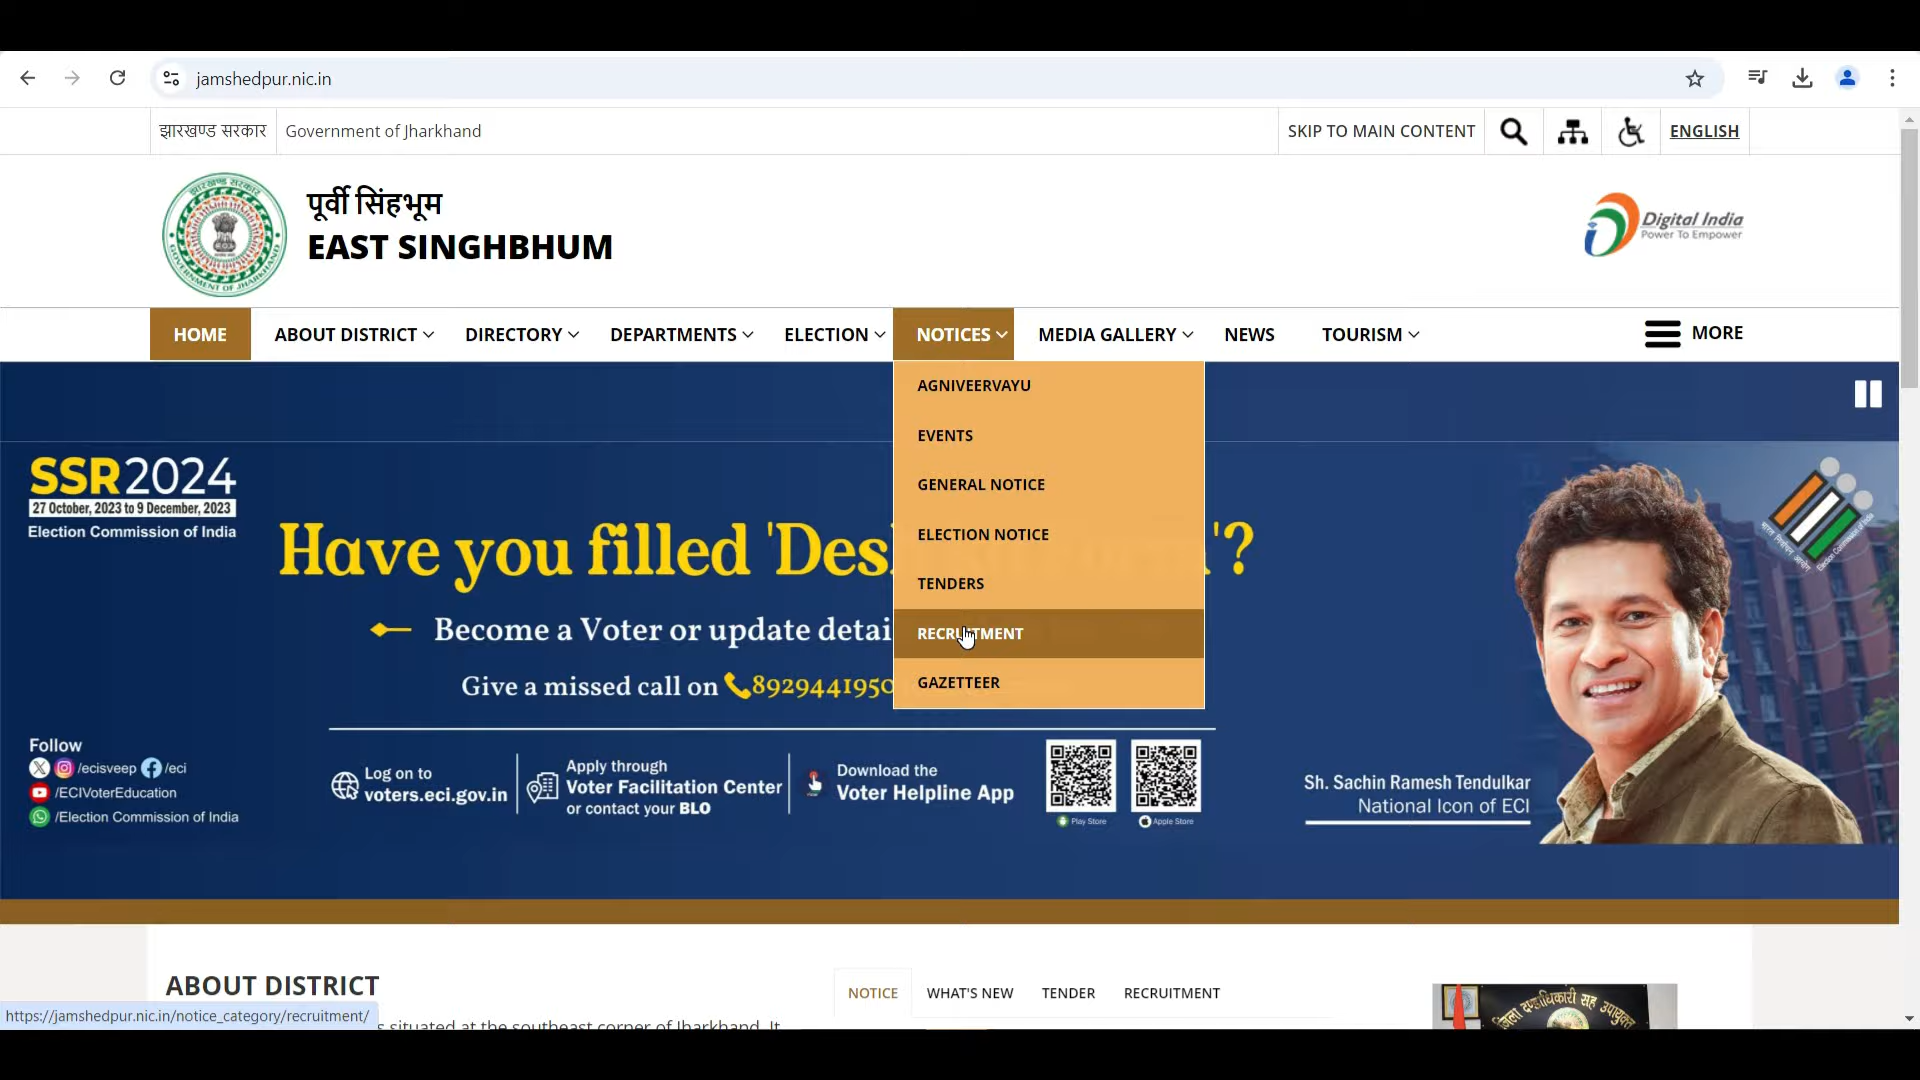 jamshedpur.nic.in
झारखण्ड सरकार
Government of Jharkhand
SKIP TO MAIN CONTENT
ENGLISH
पूर्वी सिंहभूम
EAST SINGHBHUM
Digital India
Power To Empower
HOME
ABOUT DISTRICT
DIRECTORY
DEPARTMENTS
ELECTION
NOTICES
MEDIA GALLERY
NEWS
TOURISM
MORE
AGNIVEERVAYU
EVENTS
GENERAL NOTICE
ELECTION NOTICE
TENDERS
RECRUITMENT
GAZETTEER
SSR2024
27 October, 2023 to 9 December, 2023
Election Commission of India
Have you filled 'Des '?
Become a Voter or update detai
Give a missed call on 8929441950
Follow
/ecisveep /eci
/ECIVoterEducation
/Election Commission of India
Log on to
voters.eci.gov.in
Apply through
Voter Facilitation Center
or contact your BLO
Download the
Voter Helpline App
Play Store
Apple Store
Sh. Sachin Ramesh Tendulkar
National Icon of ECI
ABOUT DISTRICT
NOTICE
WHAT'S NEW
TENDER
RECRUITMENT
s situated at the southeast corner of Jharkhand. It
https://jamshedpur.nic.in/notice_category/recruitment/